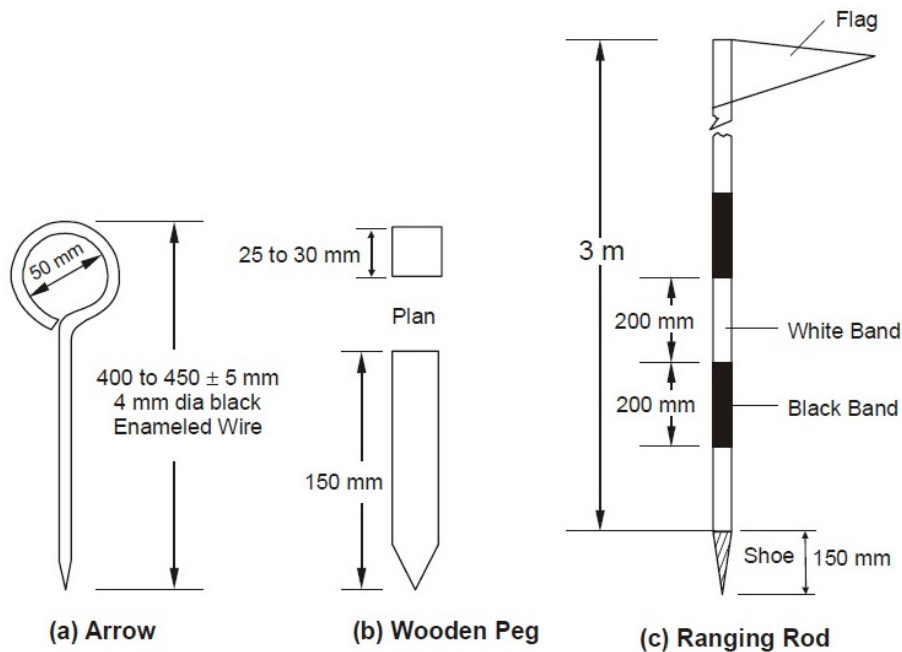 50 mm
400 to 450 ± 5 mm
4 mm dia black
Enameled Wire
(a) Arrow
25 to 30 mm
Plan
150 mm
(b) Wooden Peg
Flag
3 m
200 mm
White Band
200 mm
Black Band
Shoe
150 mm
(c) Ranging Rod